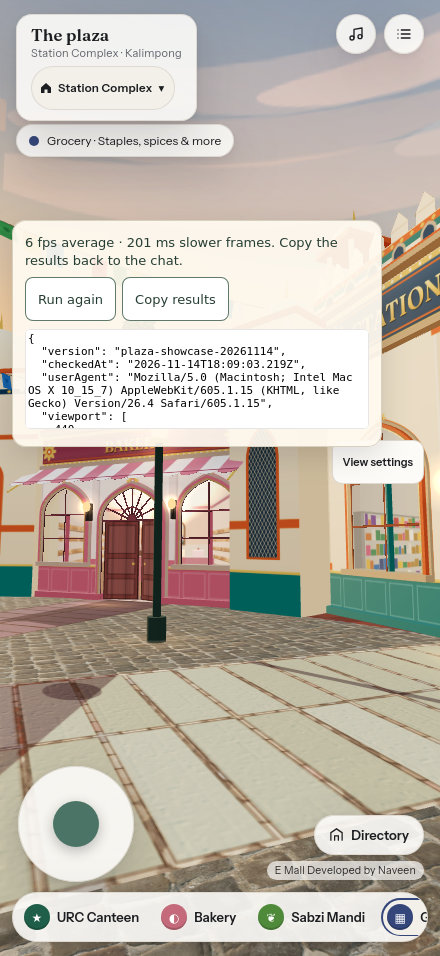 The plaza
Station Complex · Kalimpong
Station Complex ▾
Grocery · Staples, spices & more
6 fps average · 201 ms slower frames. Copy the
results back to the chat.
Run again
Copy results
{
"version": "plaza-showcase-20261114",
"checkedAt": "2026-11-14T18:09:03.219Z",
"userAgent": "Mozilla/5.0 (Macintosh; Intel Mac
OS X 10_15_7) AppleWebKit/605.1.15 (KHTML, like
Gecko) Version/26.4 Safari/605.1.15",
"viewport": [
440
View settings
Directory
E Mall Developed by Naveen
URC Canteen
Bakery
Sabzi Mandi